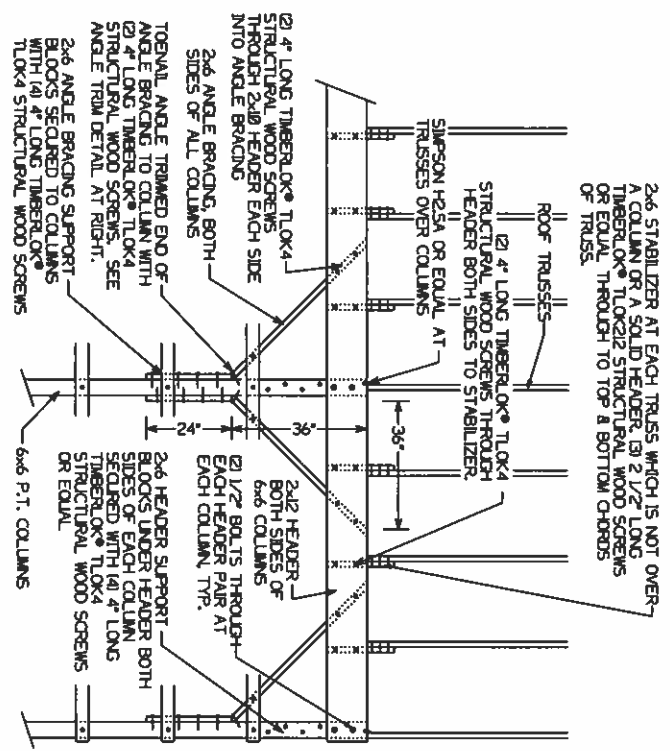 2x6 STABILIZER AT EACH TRUSS WHICH IS NOT OVER
A COLUMN OR A SOLID HEADER. (3) 2 1/2" LONG
TIMBERLOK® TLOK212 STRUCTURAL WOOD SCREWS
OR EQUAL THROUGH TO TOP & BOTTOM CHORDS
OF TRUSS.
ROOF TRUSSES
(2) 4" LONG TIMBERLOK® TLOK4
STRUCTURAL WOOD SCREWS THROUGH
HEADER BOTH SIDES TO STABILIZER.
SIMPSON H2.5A OR EQUAL AT
TRUSSES OVER COLUMNS
(2) 4" LONG TIMBERLOK® TLOK4
STRUCTURAL WOOD SCREWS
THROUGH 2x10 HEADER EACH SIDE
INTO ANGLE BRACING
2x6 ANGLE BRACING, BOTH
SIDES OF ALL COLUMNS
TOENAIL ANGLE TRIMMED END OF
ANGLE BRACING TO COLUMN WITH
(2) 4" LONG TIMBERLOK® TLOK4
STRUCTURAL WOOD SCREWS. SEE
ANGLE TRIM DETAIL AT RIGHT.
2x6 ANGLE BRACING SUPPORT
BLOCKS SECURED TO COLUMNS
WITH (4) 4" LONG TIMBERLOK®
TLOK4 STRUCTURAL WOOD SCREWS
36"
36"
24"
2x12 HEADER
BOTH SIDES OF
6x6 COLUMNS
(2) 1/2" BOLTS THROUGH
EACH HEADER PAIR AT
EACH COLUMN, TYP.
2x6 HEADER SUPPORT
BLOCKS UNDER HEADER BOTH
SIDES OF EACH COLUMN
SECURED WITH (4) 4" LONG
TIMBERLOK® TLOK4
STRUCTURAL WOOD SCREWS
OR EQUAL
6x6 P.T. COLUMNS